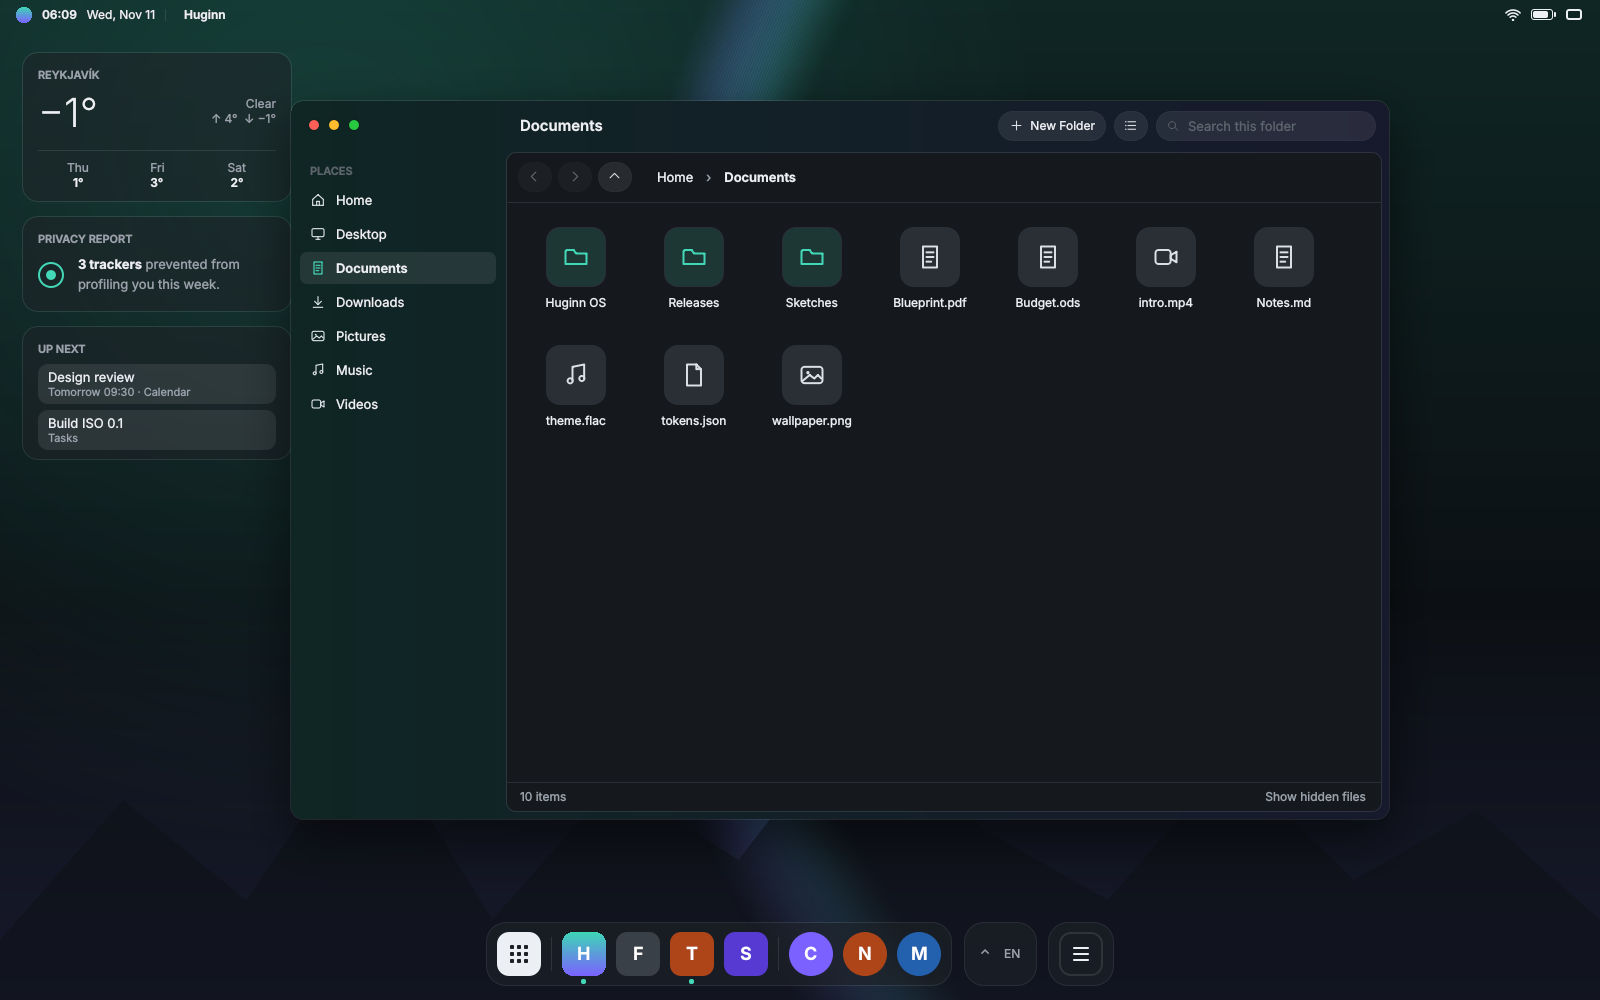 06:09 Wed, Nov 11 Huginn
REYKJAVÍK
−1°
Clear
↑ 4° ↓ −1°
Thu Fri Sat
1° 3° 2°
PRIVACY REPORT
3 trackers prevented from
profiling you this week.
UP NEXT
Design review
Tomorrow 09:30 · Calendar
Build ISO 0.1
Tasks
Documents
New Folder
Search this folder
PLACES
Home
Desktop
Documents
Downloads
Pictures
Music
Videos
Home › Documents
Huginn OS Releases Sketches Blueprint.pdf Budget.ods intro.mp4 Notes.md
theme.flac tokens.json wallpaper.png
10 items Show hidden files
H F T S C N M EN